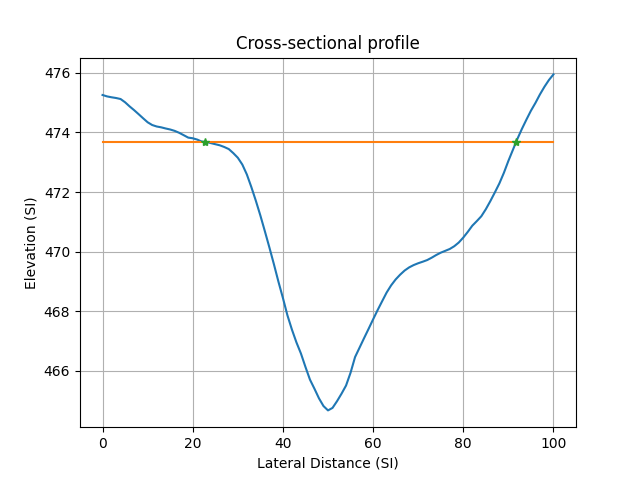 Cross-sectional profile
476
474
472
470
468
466
Elevation (SI)
0 20 40 60 80 100
Lateral Distance (SI)